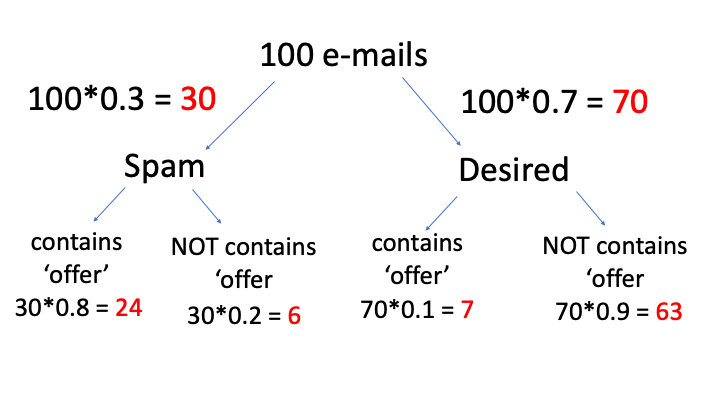 100 e-mails
100*0.3 = 30
100*0.7 = 70
Spam
Desired
contains
‘offer’
30*0.8 = 24
NOT contains
‘offer
30*0.2 = 6
contains
‘offer’
70*0.1 = 7
NOT contains
‘offer
70*0.9 = 63